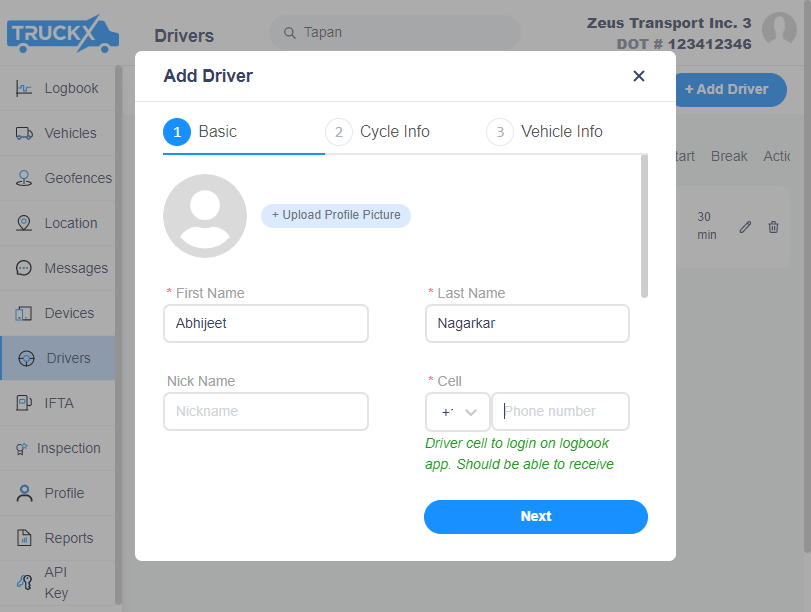 TRUCKX
Drivers
Tapan
Zeus Transport Inc. 3
DOT # 123412346
+ Add Driver
Logbook
Vehicles
Geofences
Location
Messages
Devices
Drivers
IFTA
Inspection
Profile
Reports
API
Key
Add Driver
1 Basic
2 Cycle Info
3 Vehicle Info
+ Upload Profile Picture
* First Name
* Last Name
Abhijeet
Nagarkar
Nick Name
* Cell
Nickname
Phone number
Driver cell to login on logbook
app. Should be able to receive
Next
Break
30
min